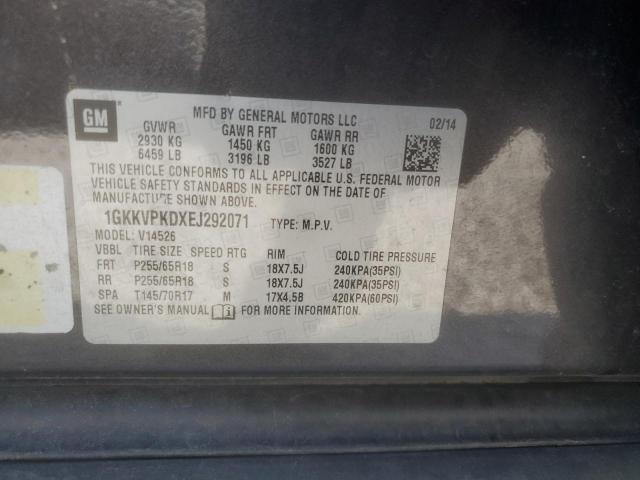 GM
MFD BY GENERAL MOTORS LLC
02/14
GVWR GAWR FRT GAWR RR
2930 KG 1450 KG 1600 KG
6459 LB 3196 LB 3527 LB
THIS VEHICLE CONFORMS TO ALL APPLICABLE U.S. FEDERAL MOTOR
VEHICLE SAFETY STANDARDS IN EFFECT ON THE DATE OF
MANUFACTURE SHOWN ABOVE.
1GKKVPKDXEJ292071 TYPE: M.P.V.
MODEL: V14526
VBBL TIRE SIZE SPEED RTG RIM COLD TIRE PRESSURE
FRT P255/65R18 S 18X7.5J 240KPA(35PSI)
RR P255/65R18 S 18X7.5J 240KPA(35PSI)
SPA T145/70R17 M 17X4.5B 420KPA(60PSI)
SEE OWNER'S MANUAL i FOR MORE INFORMATION.